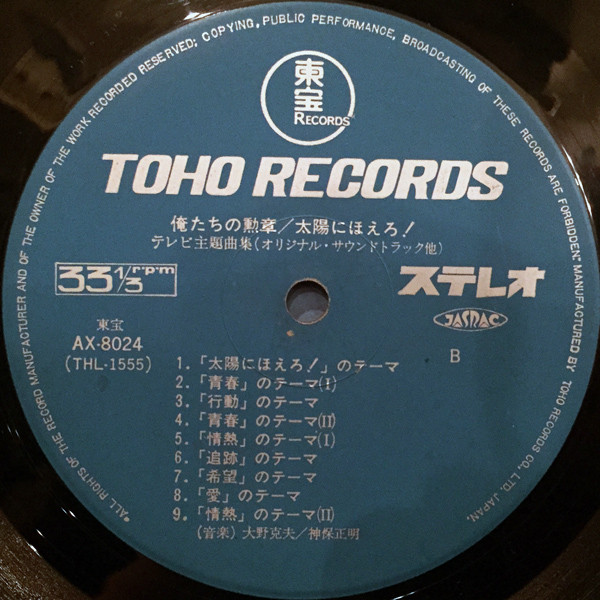 *ALL RIGHTS OF THE RECORD MANUFACTURER AND OF THE OWNER OF THE WORK RECORDED RESERVED; COPYING, PUBLIC PERFORMANCE, BROADCASTING OF THESE RECORDS ARE FORBIDDEN* MANUFACTURED BY TOHO RECORDS CO., LTD. JAPAN.
東宝
RECORDS
TOHO RECORDS
俺たちの勲章/太陽にほえろ!
テレビ主題曲集(オリジナル・サウンドトラック他)
33 1/3 rpm
ステレオ
JASRAC
東宝
AX-8024
(THL-1555)
B
1.「太陽にほえろ!」のテーマ
2.「青春」のテーマ(I)
3.「行動」のテーマ
4.「青春」のテーマ(II)
5.「情熱」のテーマ(I)
6.「追跡」のテーマ
7.「希望」のテーマ
8.「愛」のテーマ
9.「情熱」のテーマ(II)
(音楽)大野克夫/神保正明